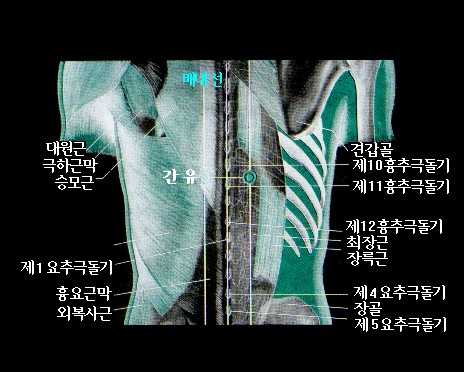 배내선
대원근
극하근막
승모근
간 유
견갑골
제10흉추극돌기
제11흉추극돌기
제12흉추극돌기
최장근
장륵근
제1요추극돌기
흉요근막
외복사근
제4요추극돌기
장골
제5요추극돌기